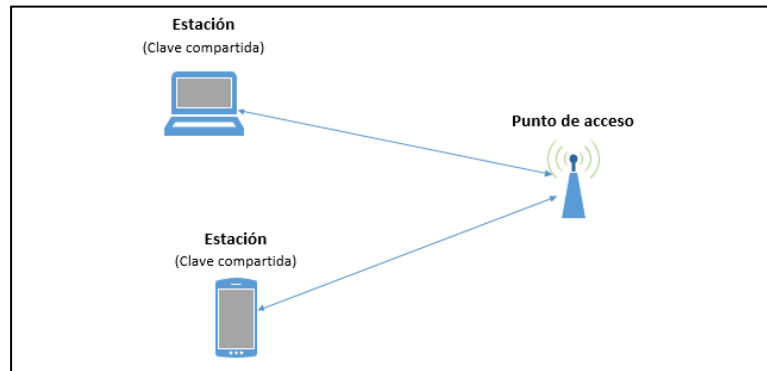 Estación
(Clave compartida)
Punto de acceso
Estación
(Clave compartida)